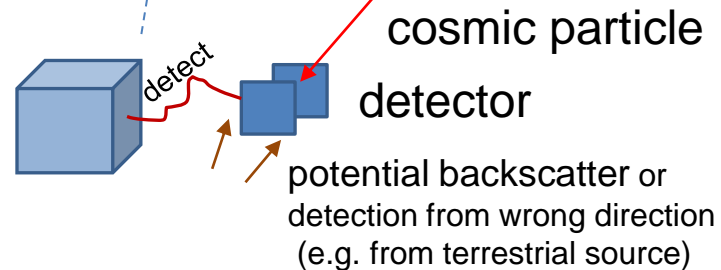 cosmic particle
detect
detector
potential backscatter or
detection from wrong direction
(e.g. from terrestrial source)